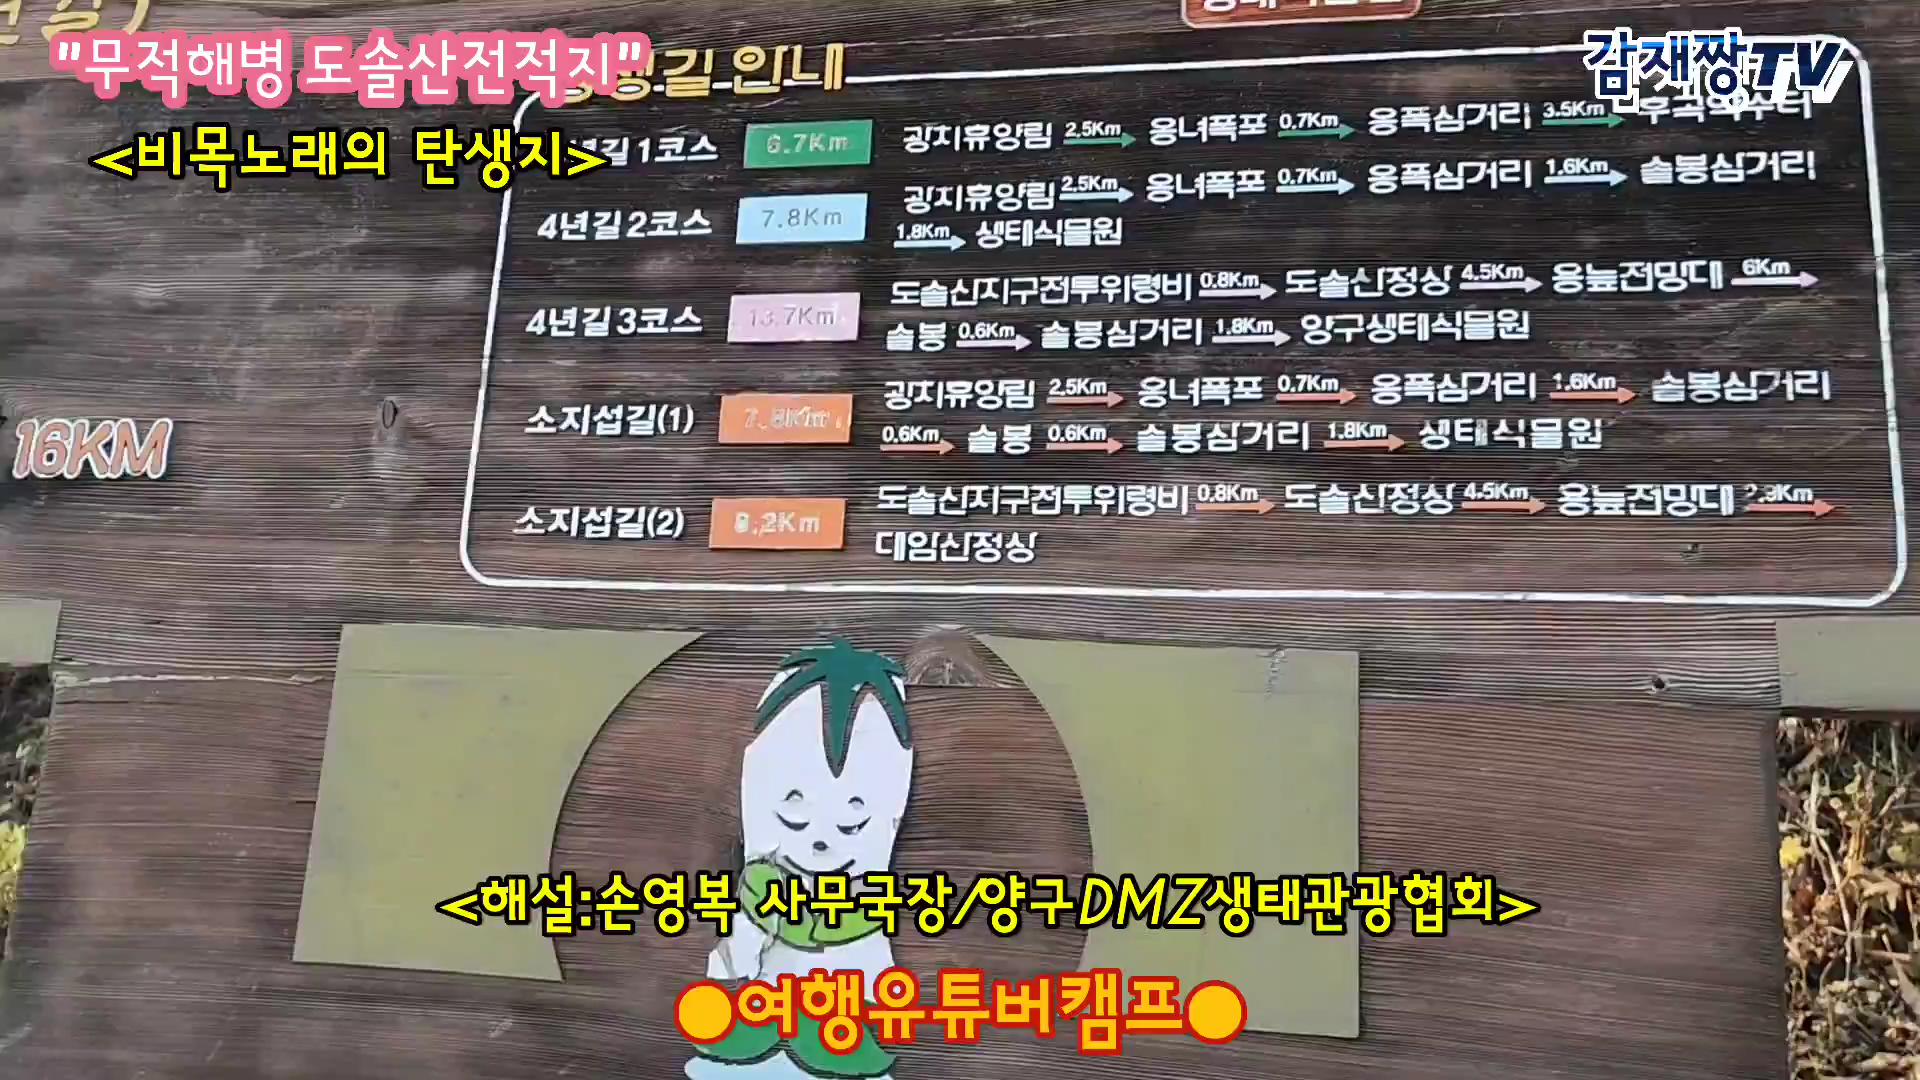 "무적해병 도솔산전적지"
감재짱TV
길 안내
<비목노래의 탄생지>
길 1코스 6.7Km 광치휴양림 2.5Km 옹녀폭포 0.7Km 옹폭삼거리 3.5Km 후곡약수터
4년길 2코스 7.8Km 광치휴양림 2.5Km 옹녀폭포 0.7Km 옹폭삼거리 1.6Km 솔봉삼거리
1.8Km 생태식물원
4년길 3코스 13.7Km 도솔산지구전투위령비 0.8Km 도솔산정상 4.5Km 용늪전망대 6Km
솔봉 0.6Km 솔봉삼거리 1.8Km 양구생태식물원
소지섭길(1) 광치휴양림 2.5Km 옹녀폭포 0.7Km 옹폭삼거리 1.6Km 솔봉삼거리
0.6Km 솔봉 0.6Km 솔봉삼거리 1.8Km 생태식물원
16KM
소지섭길(2) 도솔산지구전투위령비 0.8Km 도솔산정상 4.5Km 용늪전망대
대암산정상
<해설:손영복 사무국장/양구DMZ생태관광협회>
●여행유튜버캠프●